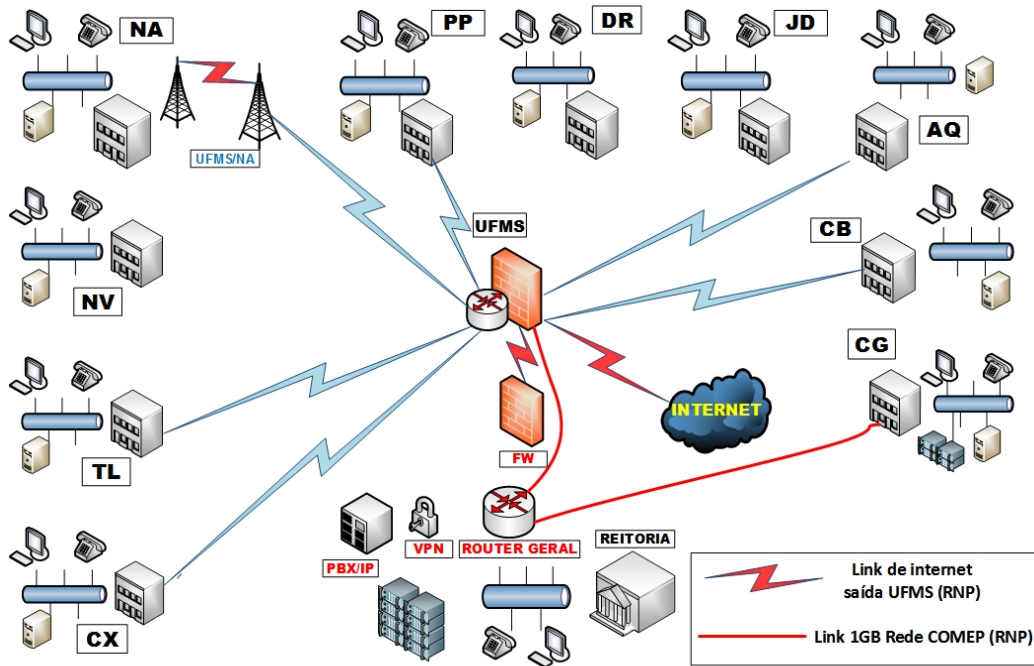 NA
PP
DR
JD
AQ
UFMS/NA
UFMS
CB
NV
CG
INTERNET
TL
FW
REITORIA
VPN
ROUTER GERAL
PBX/IP
CX
Link de internet
saída UFMS (RNP)
Link 1GB Rede COMEP (RNP)